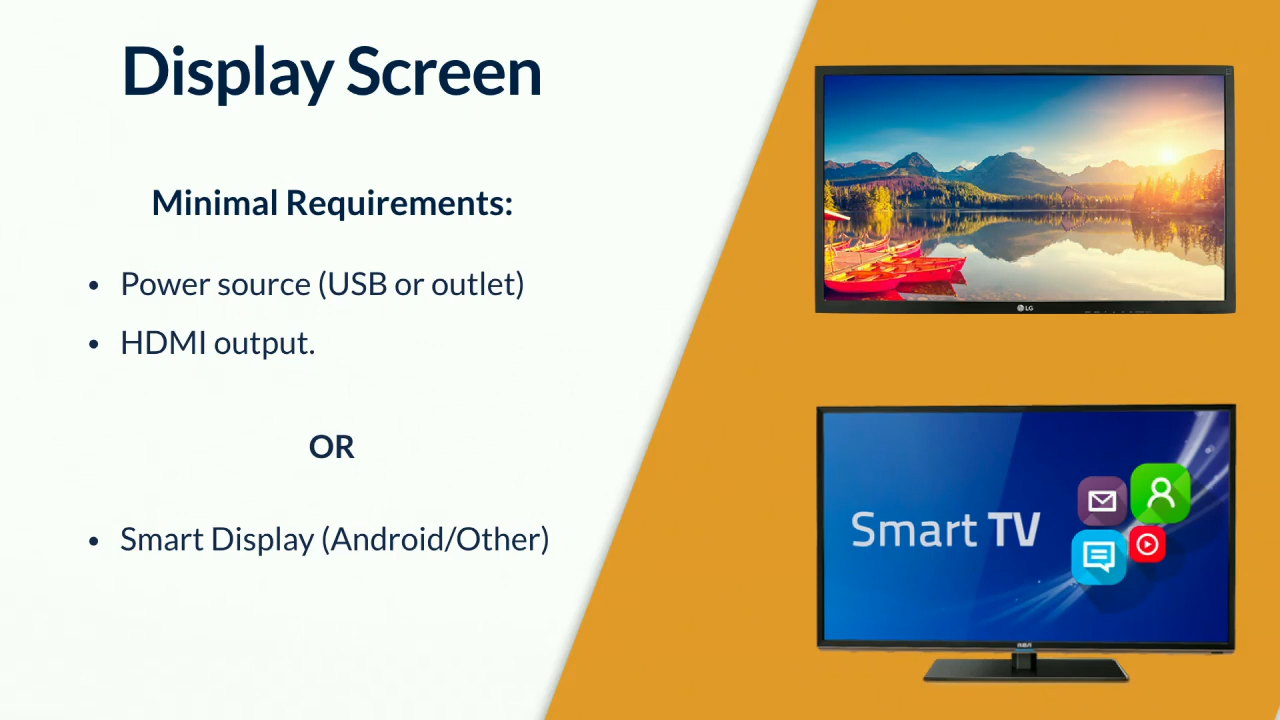 Display Screen
Minimal Requirements:
• Power source (USB or outlet)
• HDMI output.
OR
• Smart Display (Android/Other)
LG
Smart TV
RCA